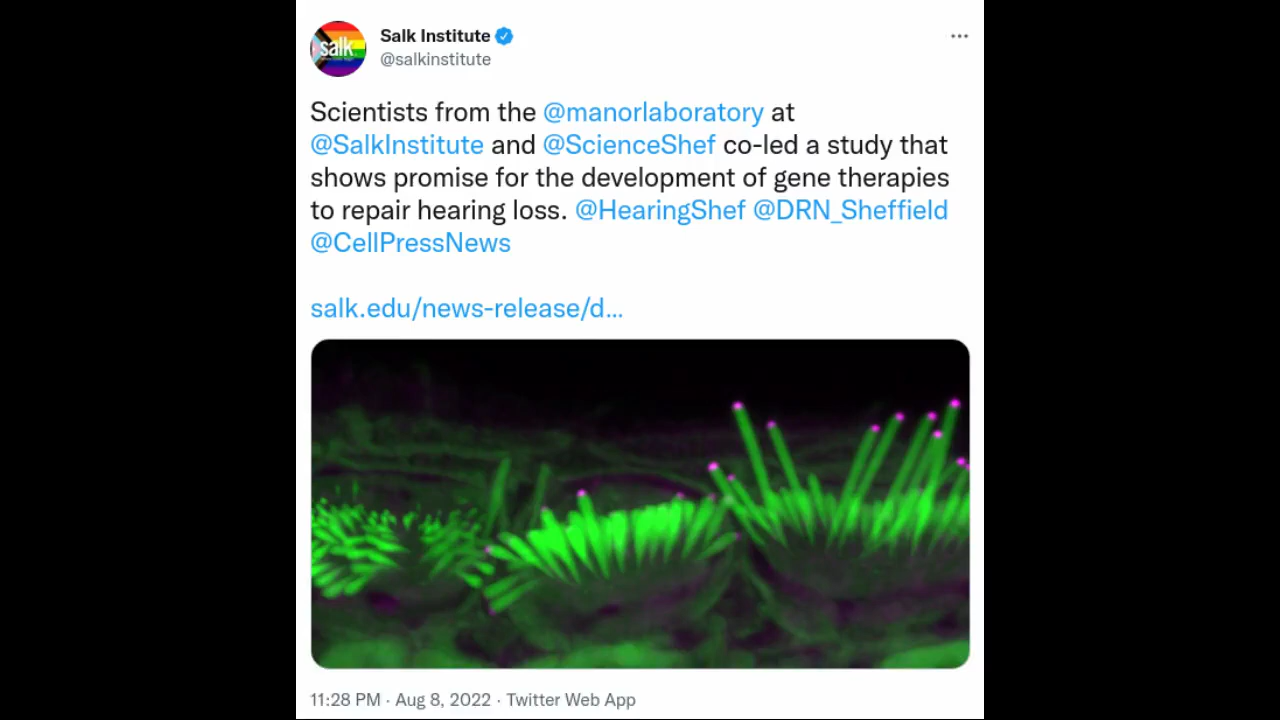 salk
Salk Institute
@salkinstitute
Scientists from the @manorlaboratory at
@SalkInstitute and @ScienceShef co-led a study that
shows promise for the development of gene therapies
to repair hearing loss. @HearingShef @DRN_Sheffield
@CellPressNews
salk.edu/news-release/d...
11:28 PM · Aug 8, 2022 · Twitter Web App